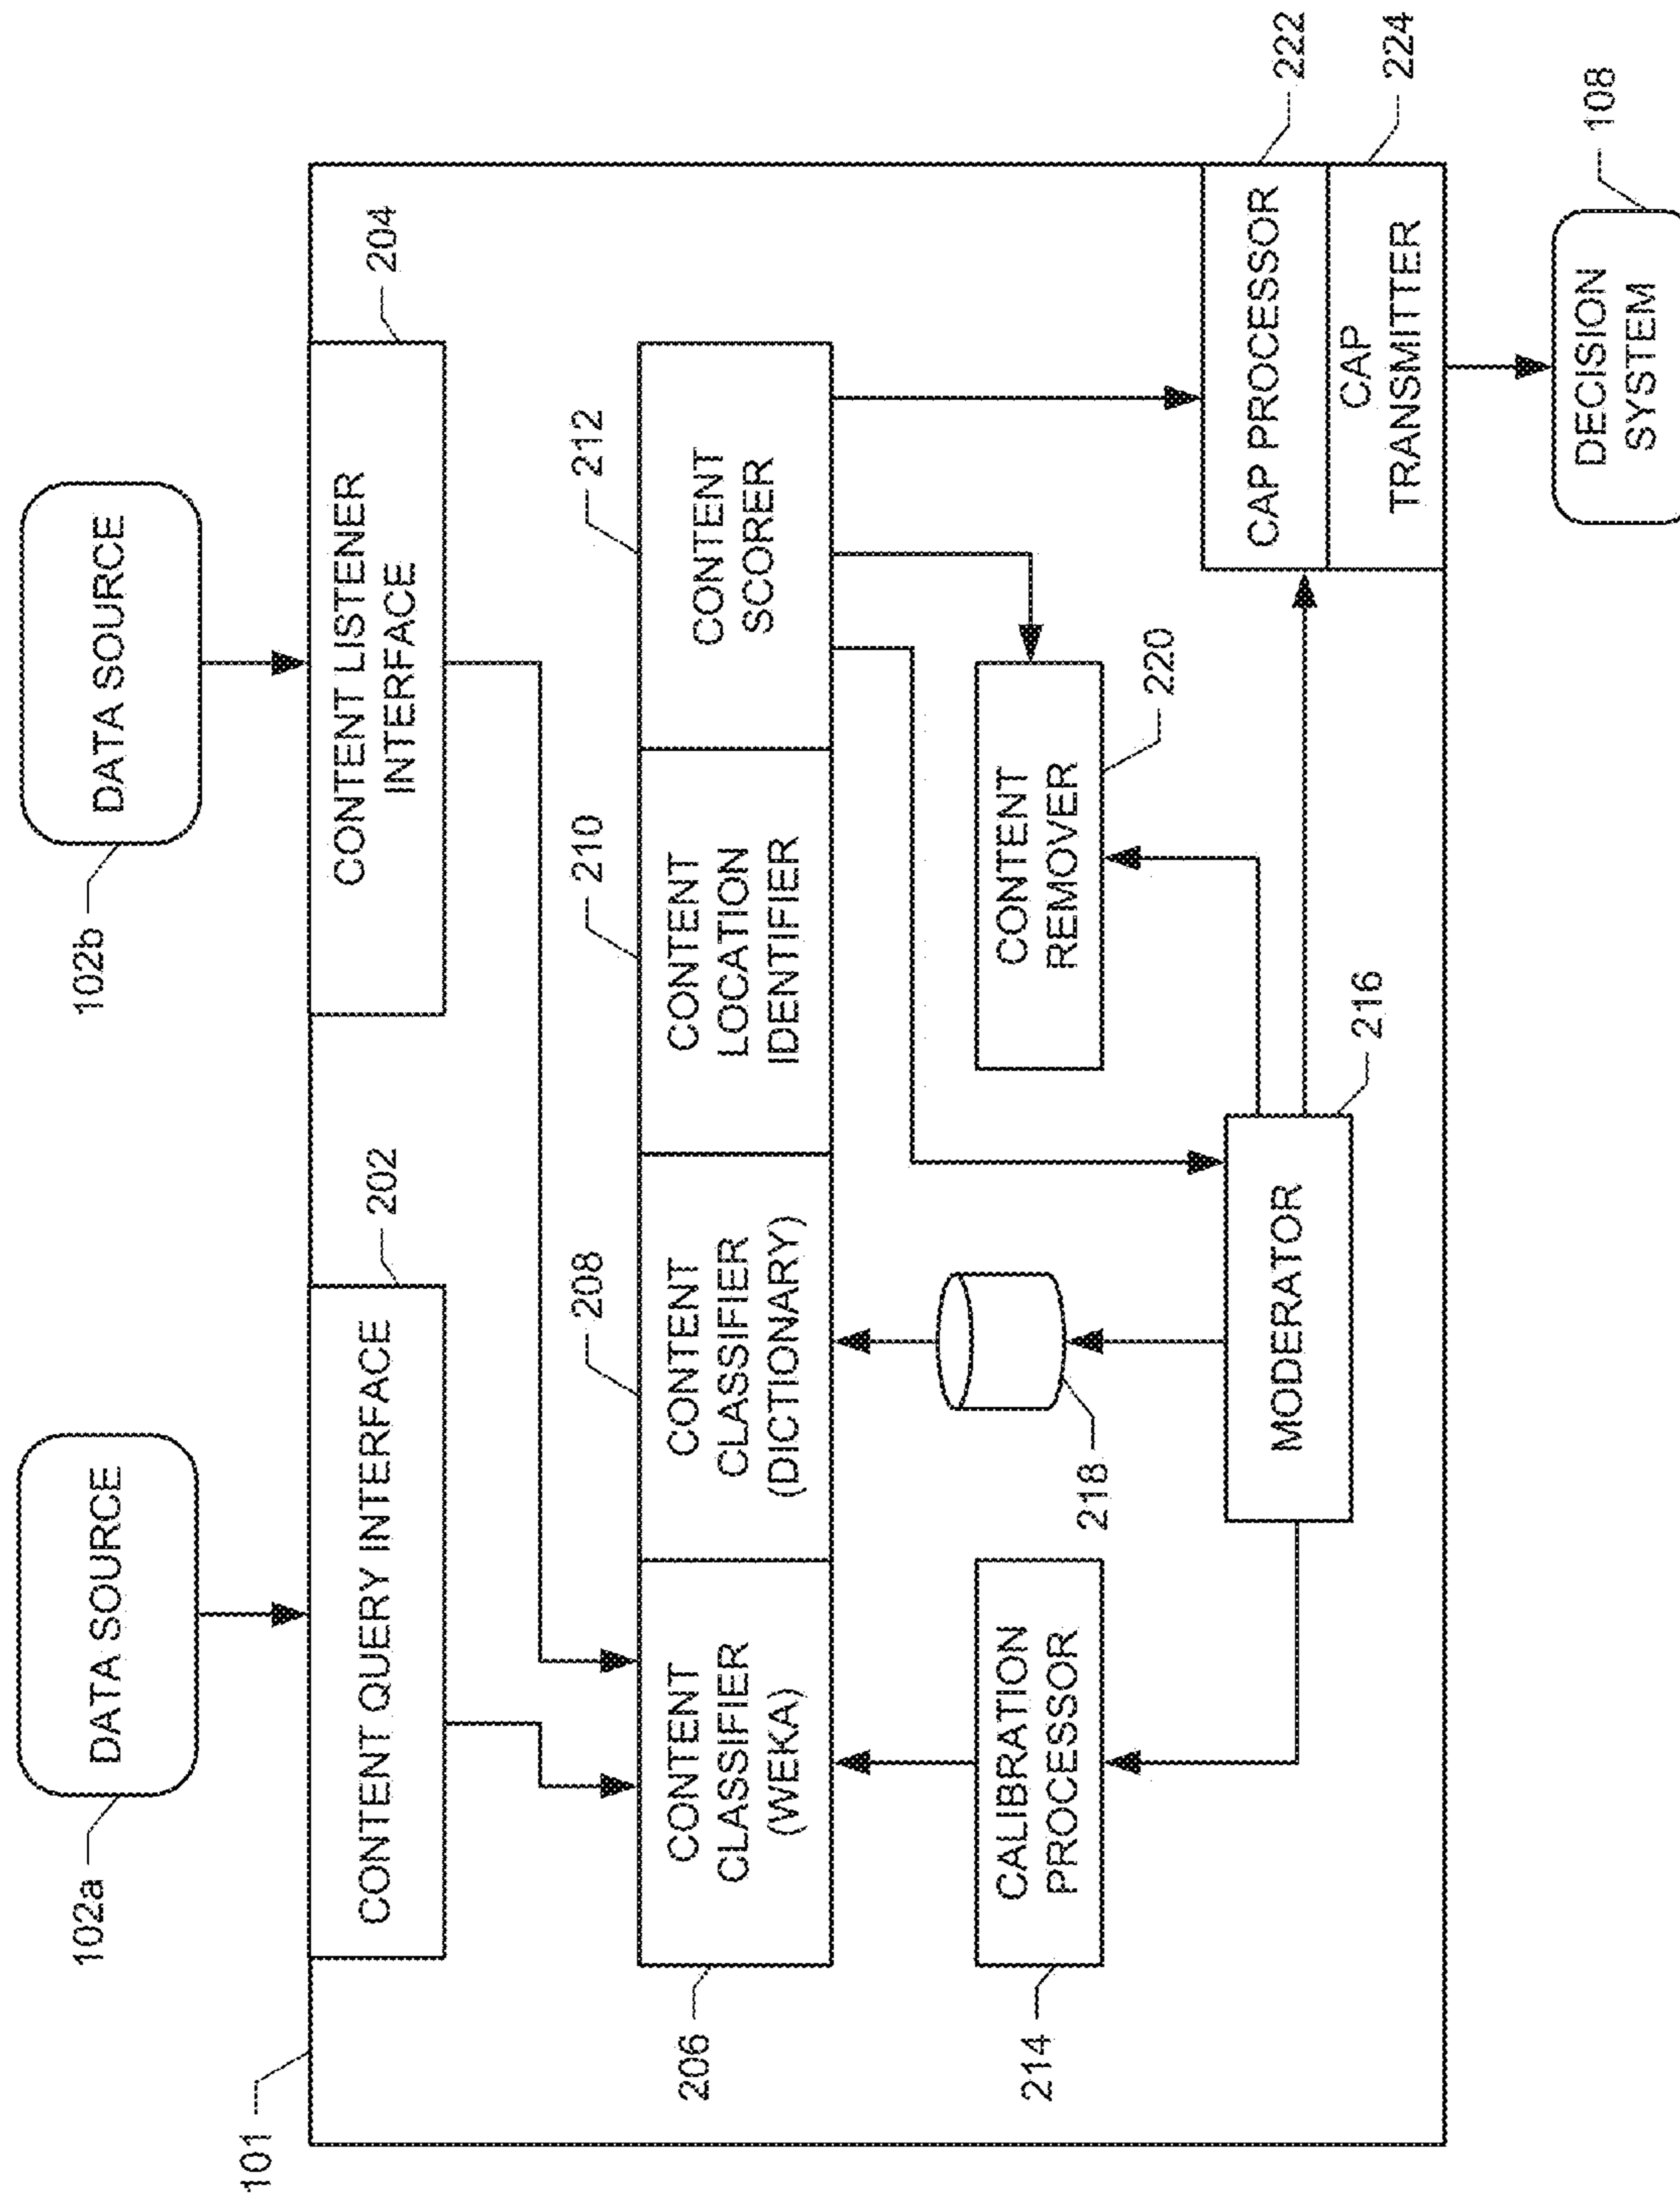 102a
DATA SOURCE
102b
DATA SOURCE
101
CONTENT QUERY INTERFACE
202
CONTENT LISTENER
INTERFACE
204
206
CONTENT
CLASSIFIER
(WEKA)
208
CONTENT
CLASSIFIER
(DICTIONARY)
210
CONTENT
LOCATION
IDENTIFIER
212
CONTENT
SCORER
214
CALIBRATION
PROCESSOR
218
CONTENT
REMOVER
220
MODERATOR
216
CAP PROCESSOR
222
CAP
TRANSMITTER
224
DECISION
SYSTEM
108